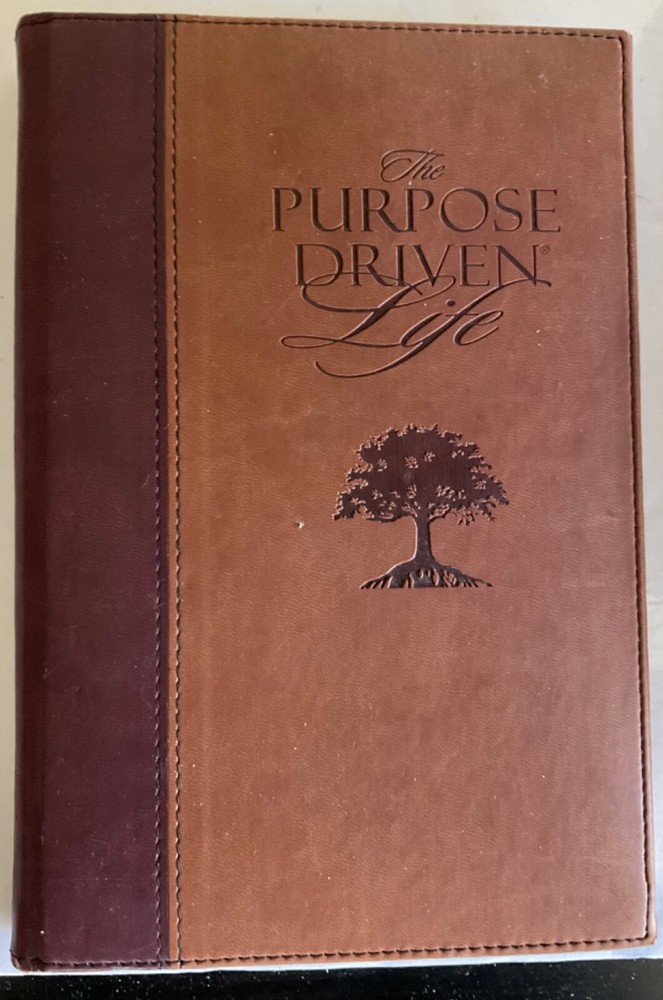 The
PURPOSE
DRIVEN®
Life